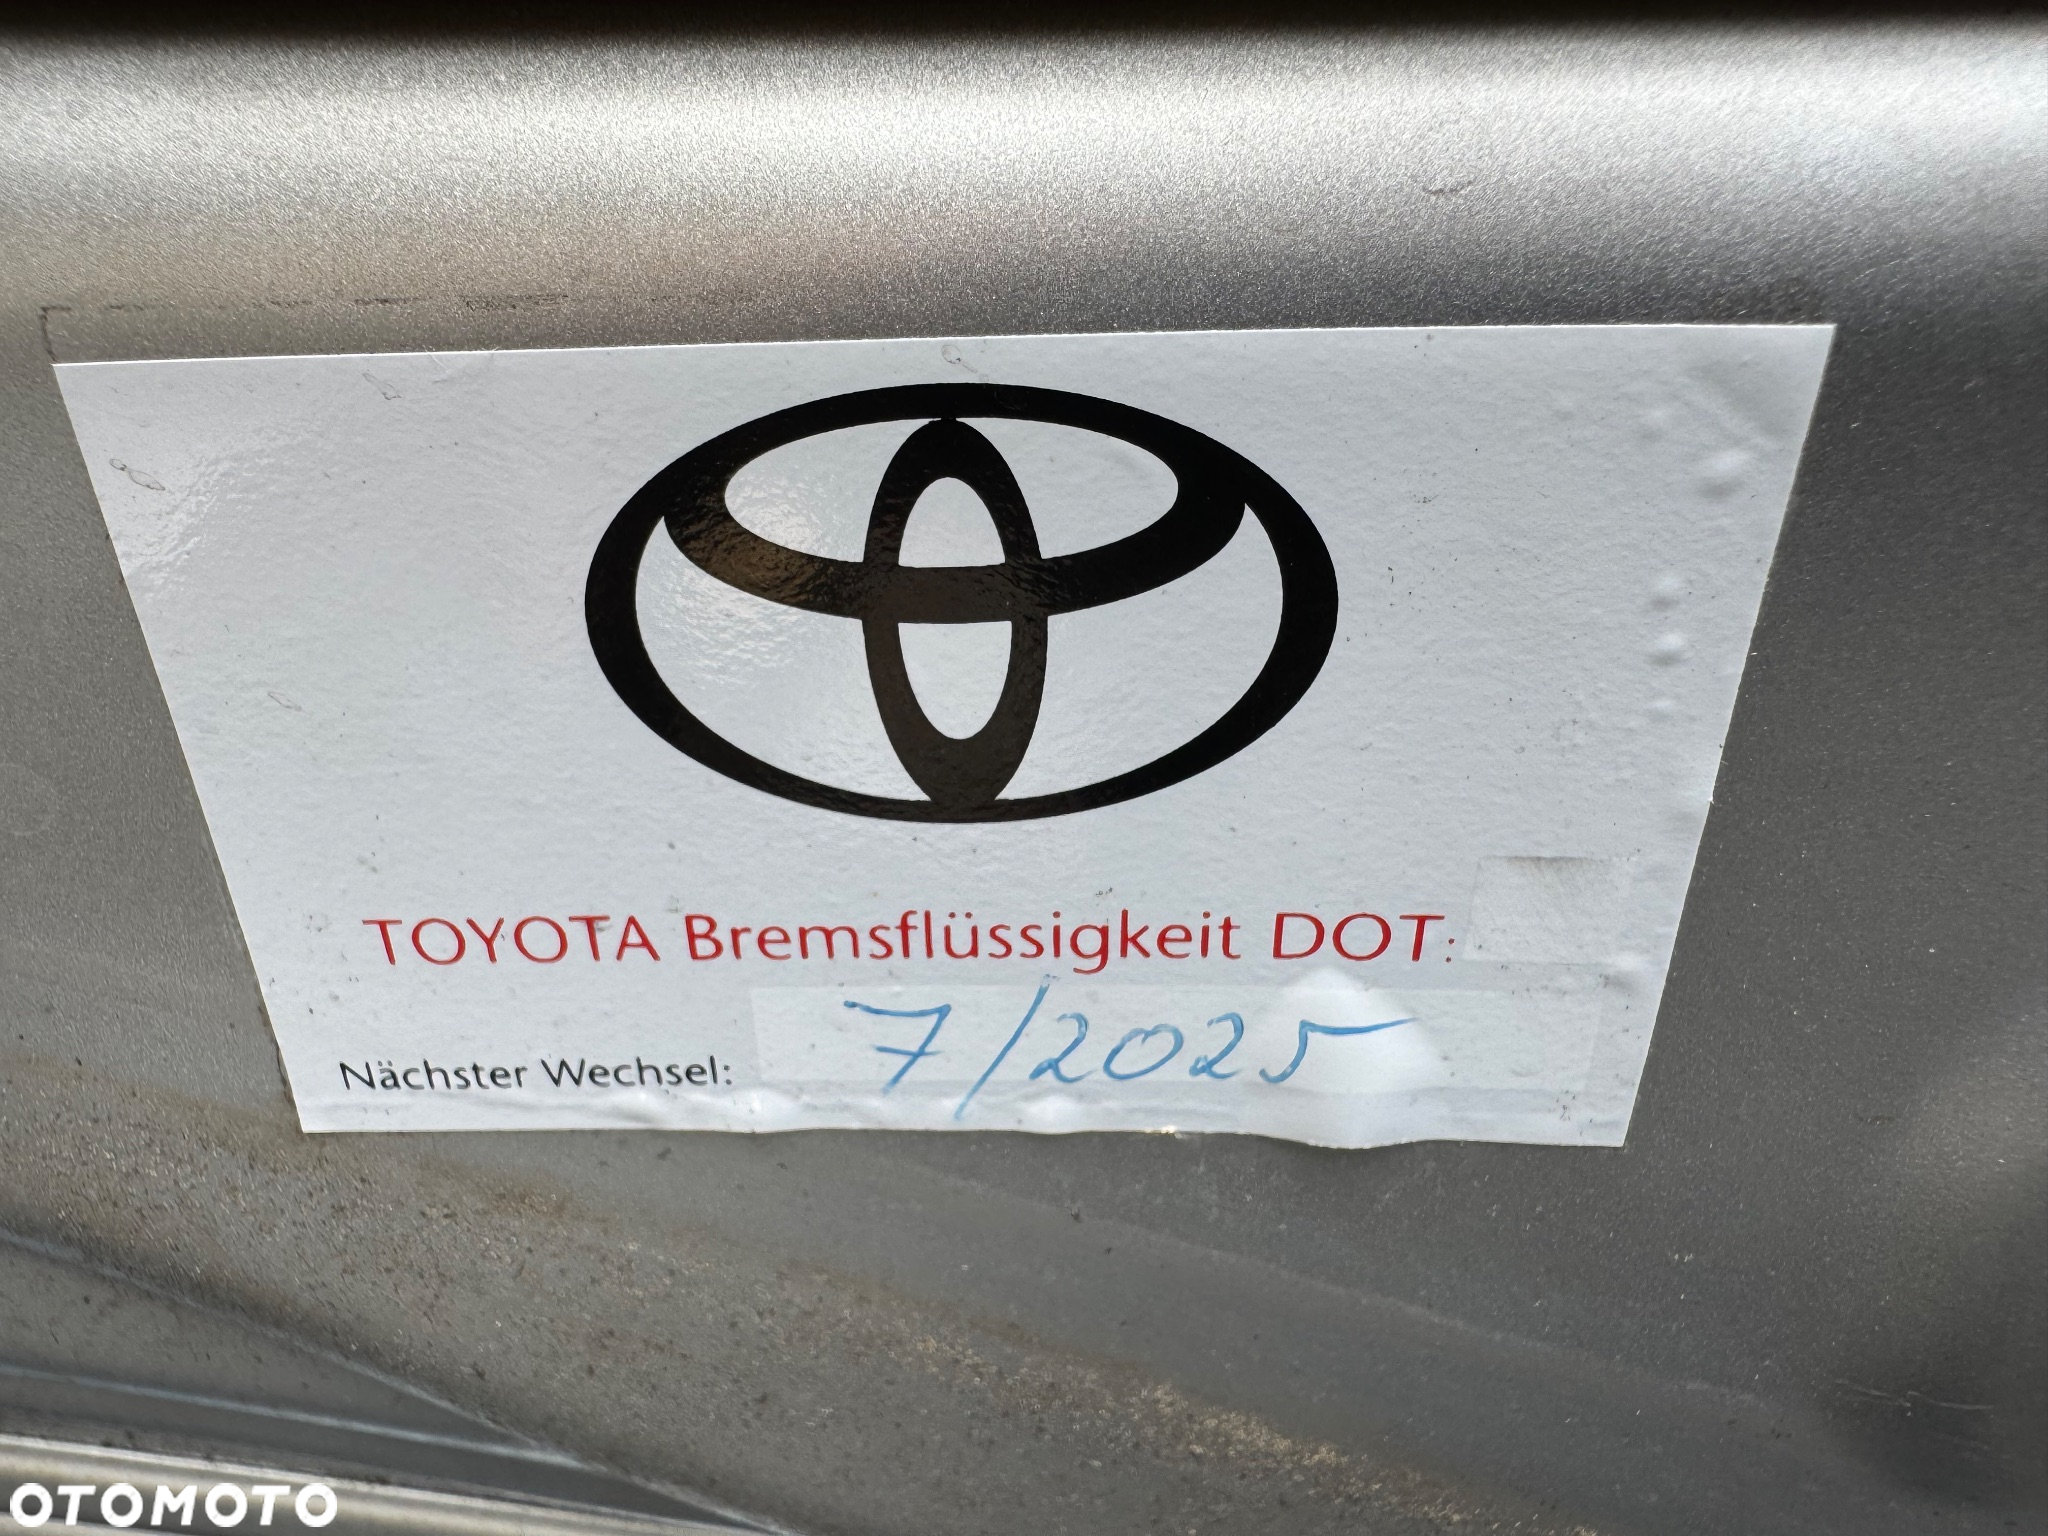 TOYOTA Bremsflüssigkeit DOT:
Nächster Wechsel: 7/2025
OTOMOTO